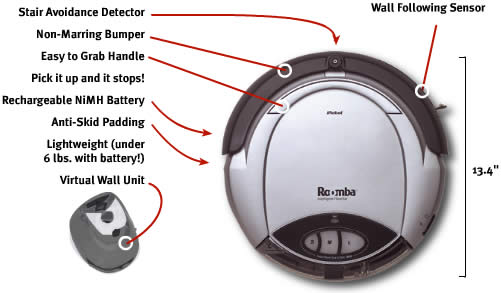 Stair Avoidance Detector
Wall Following Sensor
Non-Marring Bumper
Easy to Grab Handle
Pick it up and it stops!
Rechargeable NiMH Battery
Anti-Skid Padding
Lightweight (under
6 lbs. with battery!)
Virtual Wall Unit
iRobot
13.4"
Roomba
S M L